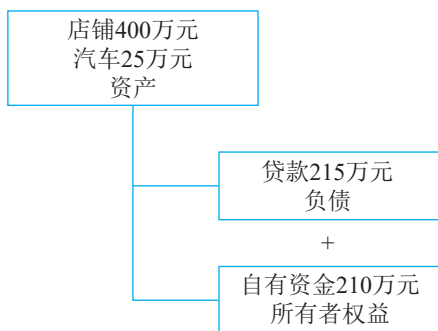 店铺400万元
汽车25万元
资产
贷款215万元
负债
+
自有资金210万元
所有者权益